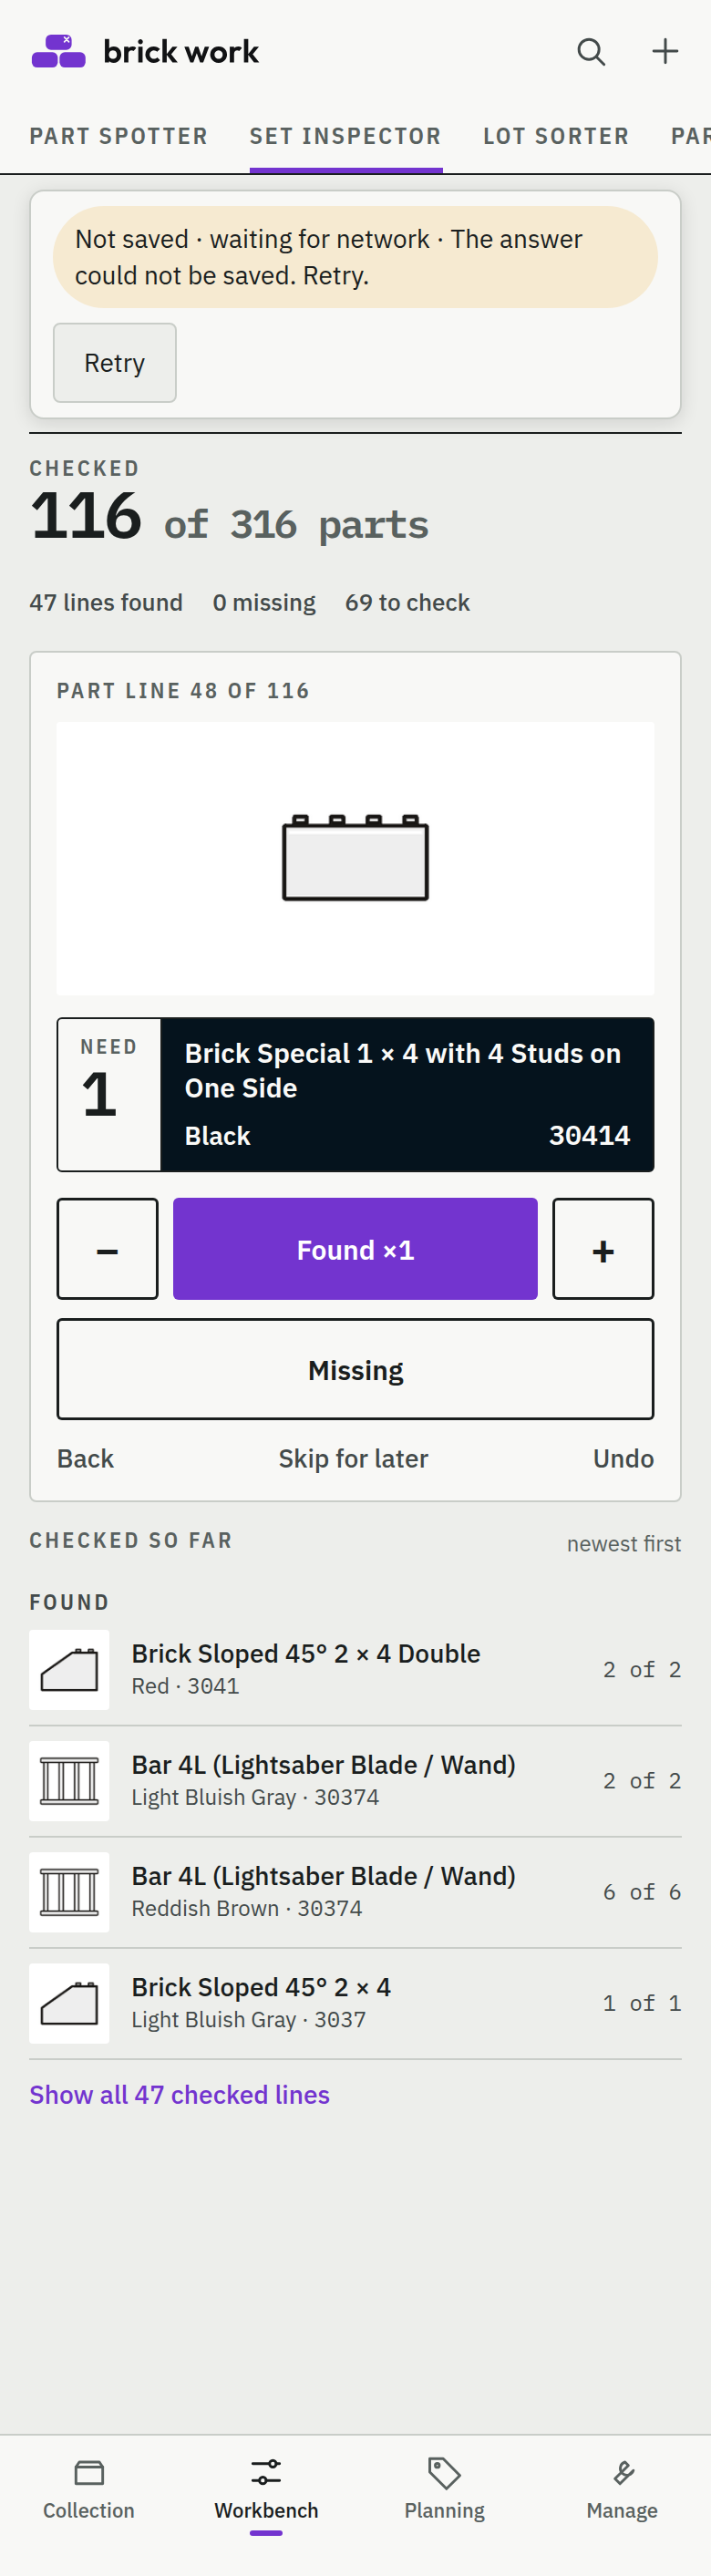 brick work
PART SPOTTER SET INSPECTOR LOT SORTER PAR
Not saved · waiting for network · The answer
could not be saved. Retry.
Retry
CHECKED
116 of 316 parts
47 lines found 0 missing 69 to check
PART LINE 48 OF 116
NEED
1
Brick Special 1 × 4 with 4 Studs on
One Side
Black 30414
− Found ×1 +
Missing
Back Skip for later Undo
CHECKED SO FAR newest first
FOUND
Brick Sloped 45° 2 × 4 Double
Red · 3041
2 of 2
Bar 4L (Lightsaber Blade / Wand)
Light Bluish Gray · 30374
2 of 2
Bar 4L (Lightsaber Blade / Wand)
Reddish Brown · 30374
6 of 6
Brick Sloped 45° 2 × 4
Light Bluish Gray · 3037
1 of 1
Show all 47 checked lines
Collection Workbench Planning Manage